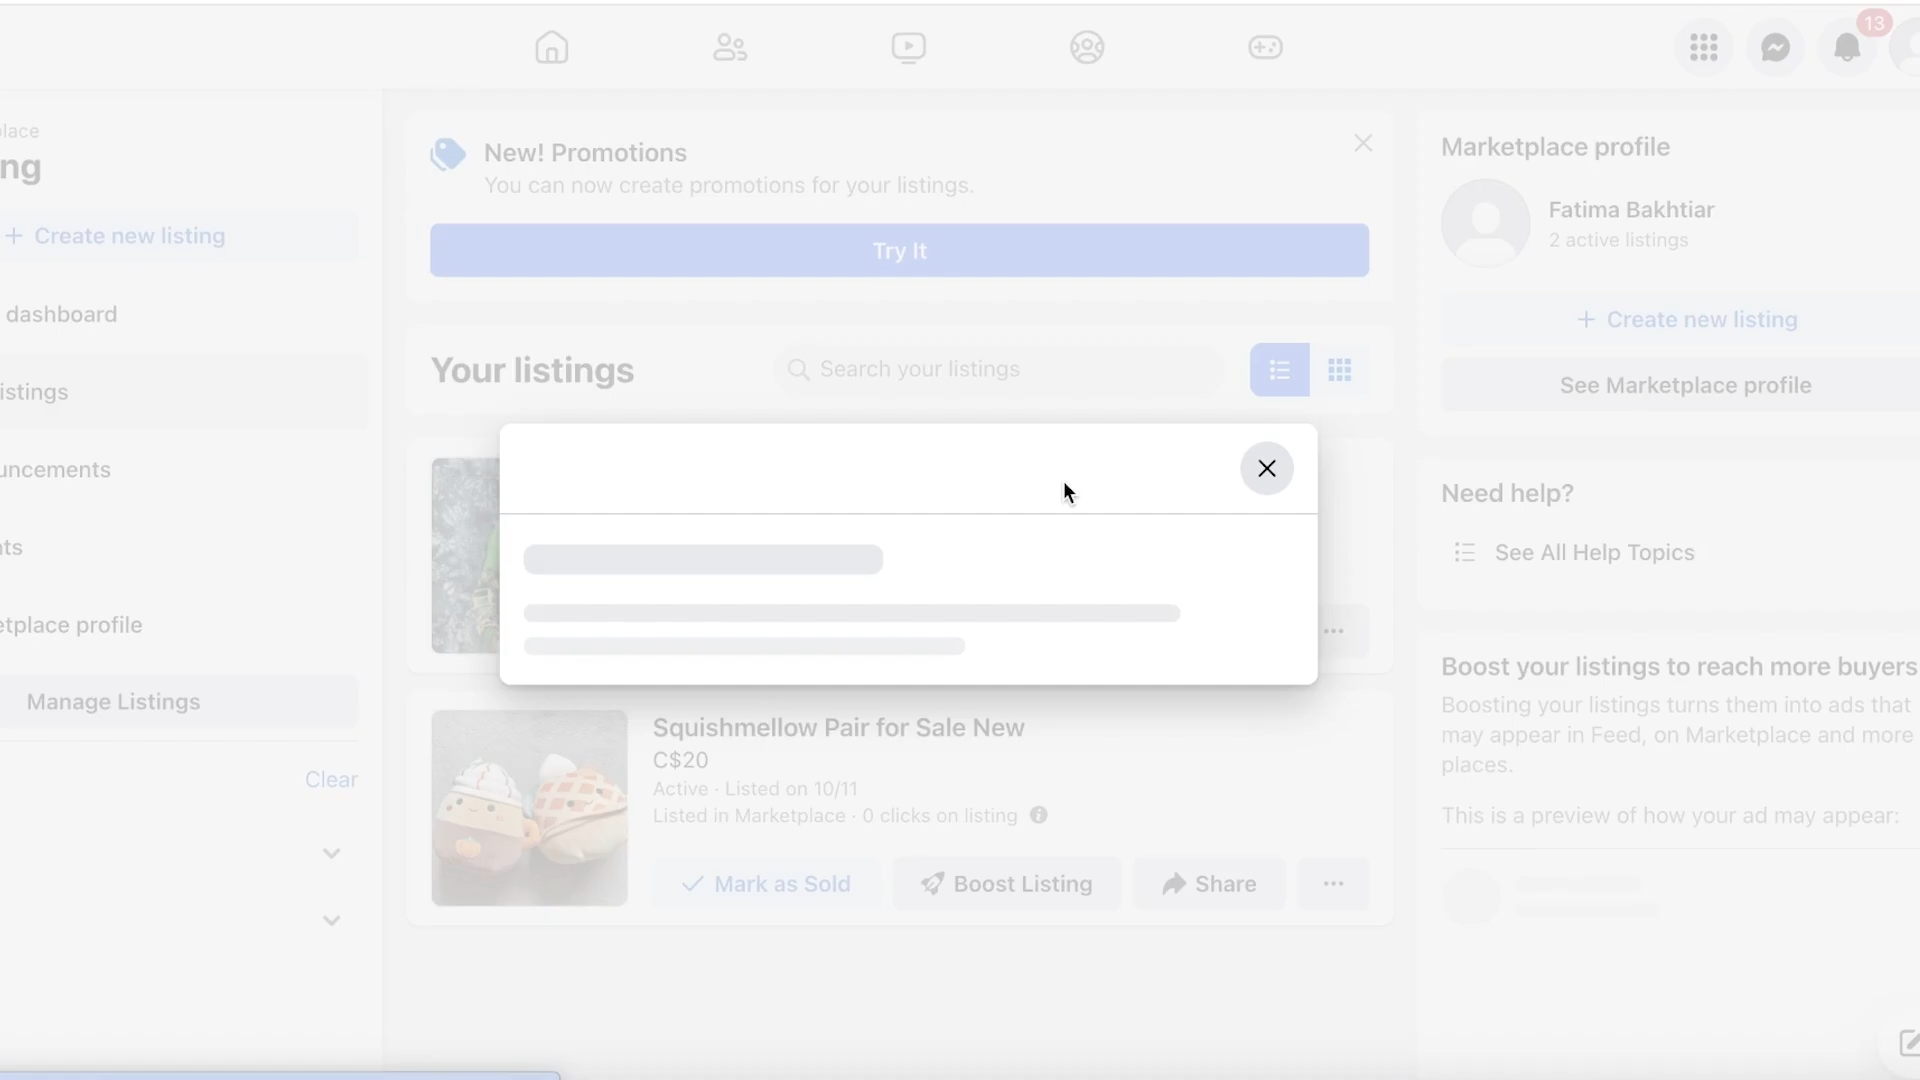 13
lace
ng
+ Create new listing
dashboard
istings
uncements
ts
etplace profile
Manage Listings
Clear
New! Promotions
You can now create promotions for your listings.
Try It
Your listings
Search your listings
Squishmellow Pair for Sale New
C$20
Active · Listed on 10/11
Listed in Marketplace · 0 clicks on listing
Mark as Sold
Boost Listing
Share
Marketplace profile
Fatima Bakhtiar
2 active listings
+ Create new listing
See Marketplace profile
Need help?
See All Help Topics
Boost your listings to reach more buyers
Boosting your listings turns them into ads that
may appear in Feed, on Marketplace and more
places.
This is a preview of how your ad may appear: